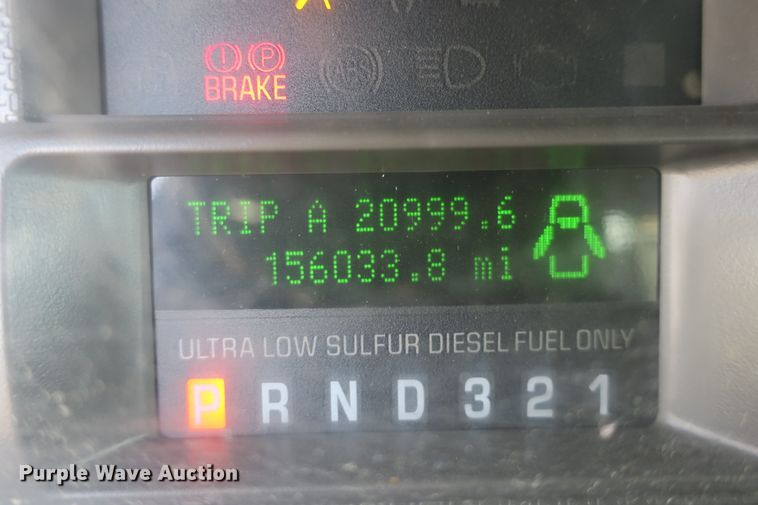 (!) (P)
BRAKE
ABS
TRIP A 20999.6
156033.8 mi
ULTRA LOW SULFUR DIESEL FUEL ONLY
P R N D 3 2 1
Purple Wave Auction